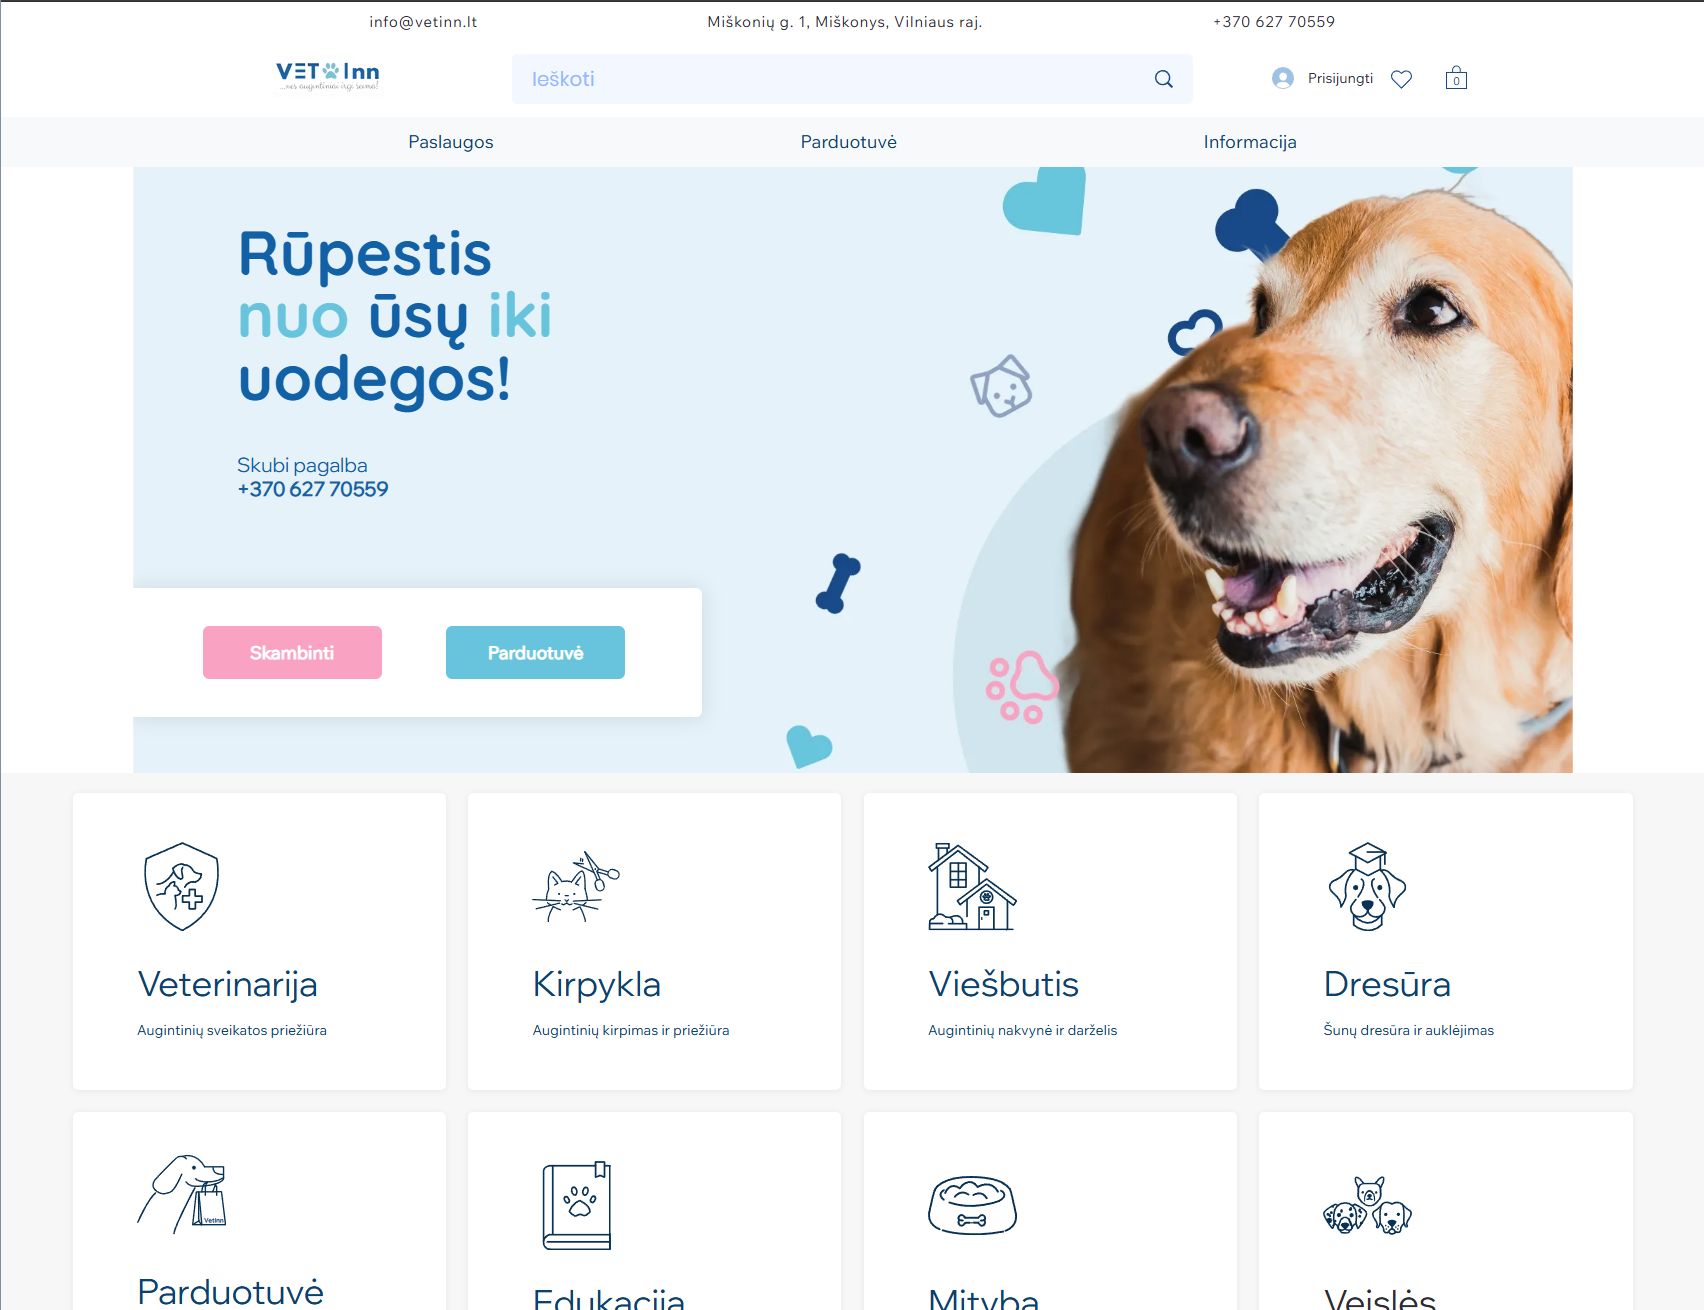 info@vetinn.lt
Miškonių g. 1, Miškonys, Vilniaus raj.
+370 627 70559
VET Inn
...nes augintiniai irgi šeima!
Ieškoti
Prisijungti
0
Paslaugos
Parduotuvė
Informacija
Rūpestis
nuo ūsų iki
uodegos!
Skubi pagalba
+370 627 70559
Skambinti
Parduotuvė
Veterinarija
Augintinių sveikatos priežiūra
Kirpykla
Augintinių kirpimas ir priežiūra
Viešbutis
Augintinių nakvynė ir darželis
Dresūra
Šunų dresūra ir auklėjimas
VetInn
Parduotuvė
Edukacija
Mityba
Veislės